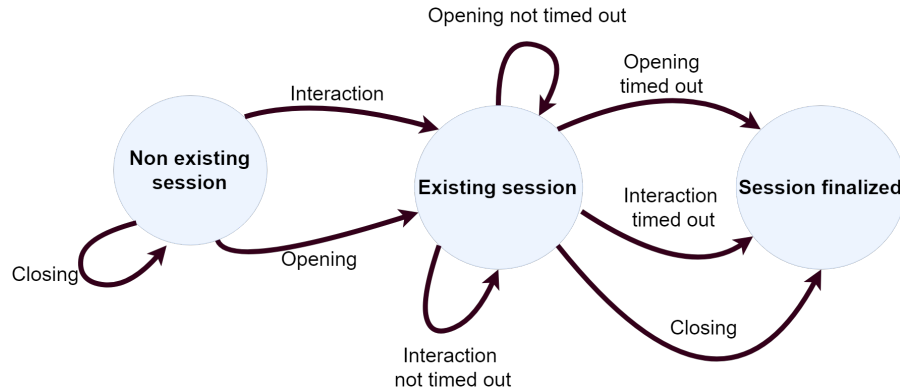 Opening not timed out
Opening
timed out
Interaction
Non existing
session
Existing session
Session finalized
Interaction
timed out
Opening
Closing
Closing
Interaction
not timed out